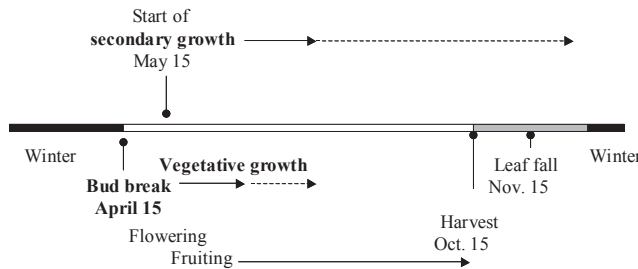 Start of
secondary growth
May 15
Winter
Vegetative growth
Leaf fall
Nov. 15
Winter
Bud break
April 15
Harvest
Oct. 15
Flowering
Fruiting